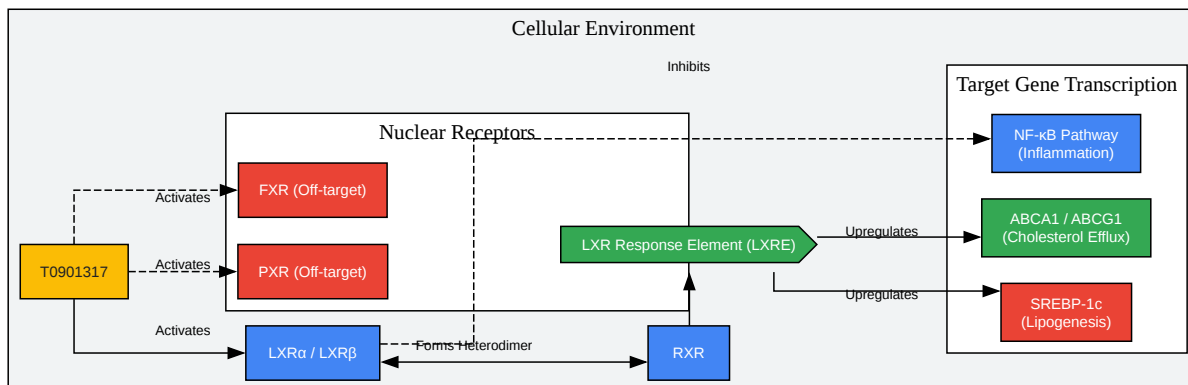 Cellular Environment
Inhibits
Target Gene Transcription
Nuclear Receptors
NF-κB Pathway
(Inflammation)
FXR (Off-target)
Activates
ABCA1 / ABCG1
(Cholesterol Efflux)
LXR Response Element (LXRE)
Upregulates
T0901317
Activates
PXR (Off-target)
Upregulates
SREBP-1c
(Lipogenesis)
Activates
LXRα / LXRβ
Forms Heterodimer
RXR